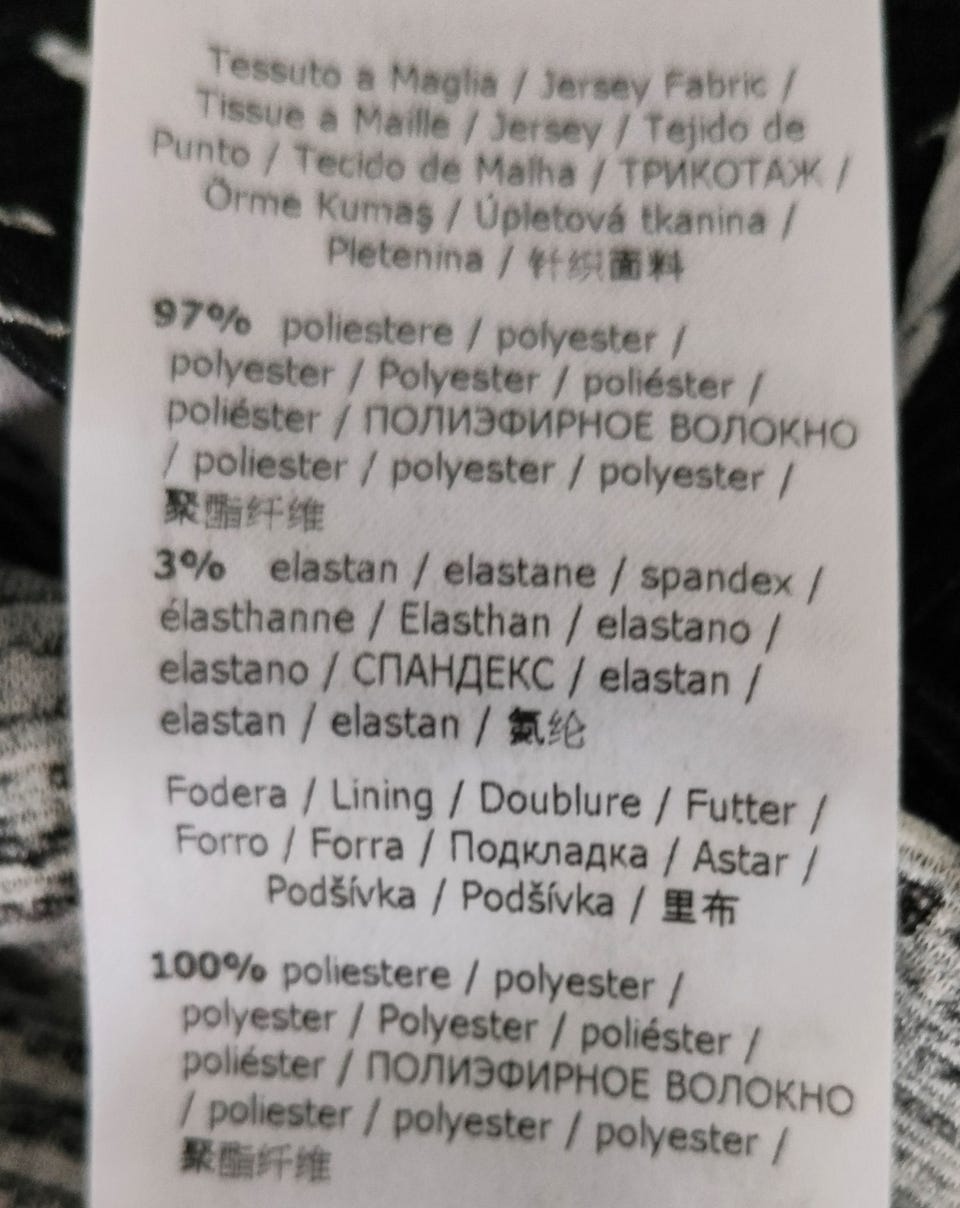 Tessuto a Maglia / Jersey Fabric /
Tissue a Maille / Jersey / Tejido de
Punto / Tecido de Malha / ТРИКОТАЖ /
Örme Kumaş / Úpletová tkanina /
Pletenina / 针织面料
97% poliestere / polyester /
polyester / Polyester / poliéster /
poliéster / ПОЛИЭФИРНОЕ ВОЛОКНО
/ poliester / polyester / polyester /
聚酯纤维
3% elastan / elastane / spandex /
élasthanne / Elasthan / elastano /
elastano / СПАНДЕКС / elastan /
elastan / elastan / 氨纶
Fodera / Lining / Doublure / Futter /
Forro / Forra / Подкладка / Astar /
Podšívka / Podšívka / 里布
100% poliestere / polyester /
polyester / Polyester / poliéster /
poliéster / ПОЛИЭФИРНОЕ ВОЛОКНО
/ poliester / polyester / polyester /
聚酯纤维